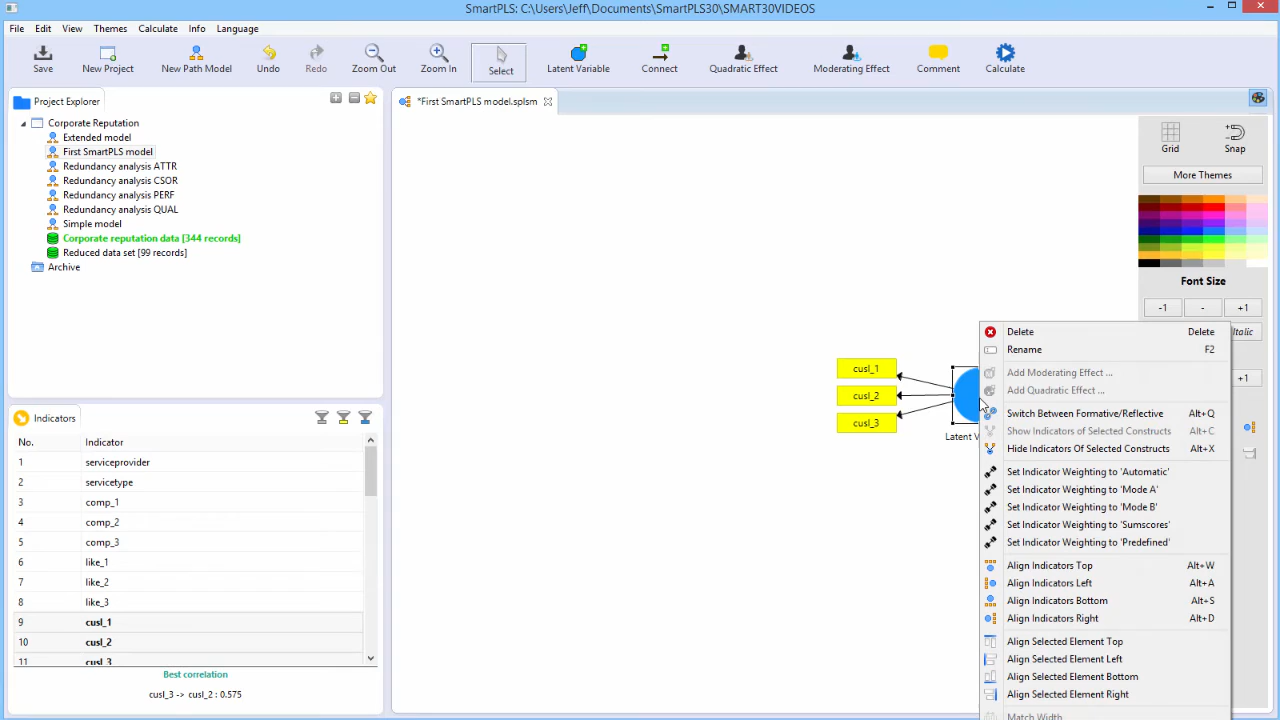 SmartPLS: C:\Users\Jeff\Documents\SmartPLS30\SMART30VIDEOS
File Edit View Themes Calculate Info Language
Save New Project New Path Model Undo Redo Zoom Out Zoom In Select Latent Variable Connect Quadratic Effect Moderating Effect Comment Calculate
Project Explorer
*First SmartPLS model.splsm
Corporate Reputation
Extended model
First SmartPLS model
Redundancy analysis ATTR
Redundancy analysis CSOR
Redundancy analysis PERF
Redundancy analysis QUAL
Simple model
Corporate reputation data [344 records]
Reduced data set [99 records]
Archive
Indicators
No. Indicator
1 serviceprovider
2 servicetype
3 comp_1
4 comp_2
5 comp_3
6 like_1
7 like_2
8 like_3
9 cusl_1
10 cusl_2
11 cusl_3
Best correlation
cusl_3 -> cusl_2 : 0.575
cusl_1
cusl_2
cusl_3
Latent V
Grid Snap
More Themes
Font Size
-1 - +1
Italic
+1
Delete Delete
Rename F2
Add Moderating Effect ...
Add Quadratic Effect ...
Switch Between Formative/Reflective Alt+Q
Show Indicators of Selected Constructs Alt+C
Hide Indicators Of Selected Constructs Alt+X
Set Indicator Weighting to 'Automatic'
Set Indicator Weighting to 'Mode A'
Set Indicator Weighting to 'Mode B'
Set Indicator Weighting to 'Sumscores'
Set Indicator Weighting to 'Predefined'
Align Indicators Top Alt+W
Align Indicators Left Alt+A
Align Indicators Bottom Alt+S
Align Indicators Right Alt+D
Align Selected Element Top
Align Selected Element Left
Align Selected Element Bottom
Align Selected Element Right
Match Width